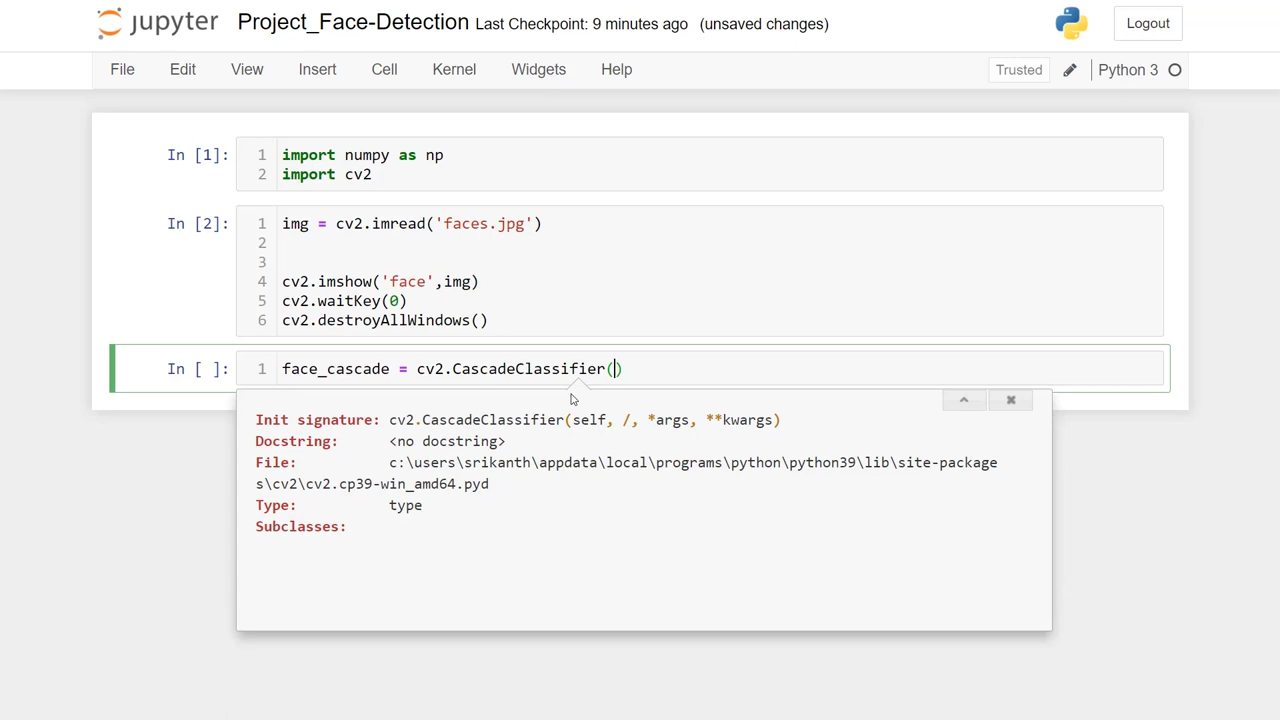 jupyter Project_Face-Detection Last Checkpoint: 9 minutes ago (unsaved changes) Logout
File Edit View Insert Cell Kernel Widgets Help Trusted Python 3
In [1]: 1 import numpy as np
2 import cv2
In [2]: 1 img = cv2.imread('faces.jpg')
2
3
4 cv2.imshow('face',img)
5 cv2.waitKey(0)
6 cv2.destroyAllWindows()
In [ ]: 1 face_cascade = cv2.CascadeClassifier()
Init signature: cv2.CascadeClassifier(self, /, *args, **kwargs)
Docstring: <no docstring>
File: c:\users\srikanth\appdata\local\programs\python\python39\lib\site-package
s\cv2\cv2.cp39-win_amd64.pyd
Type: type
Subclasses: